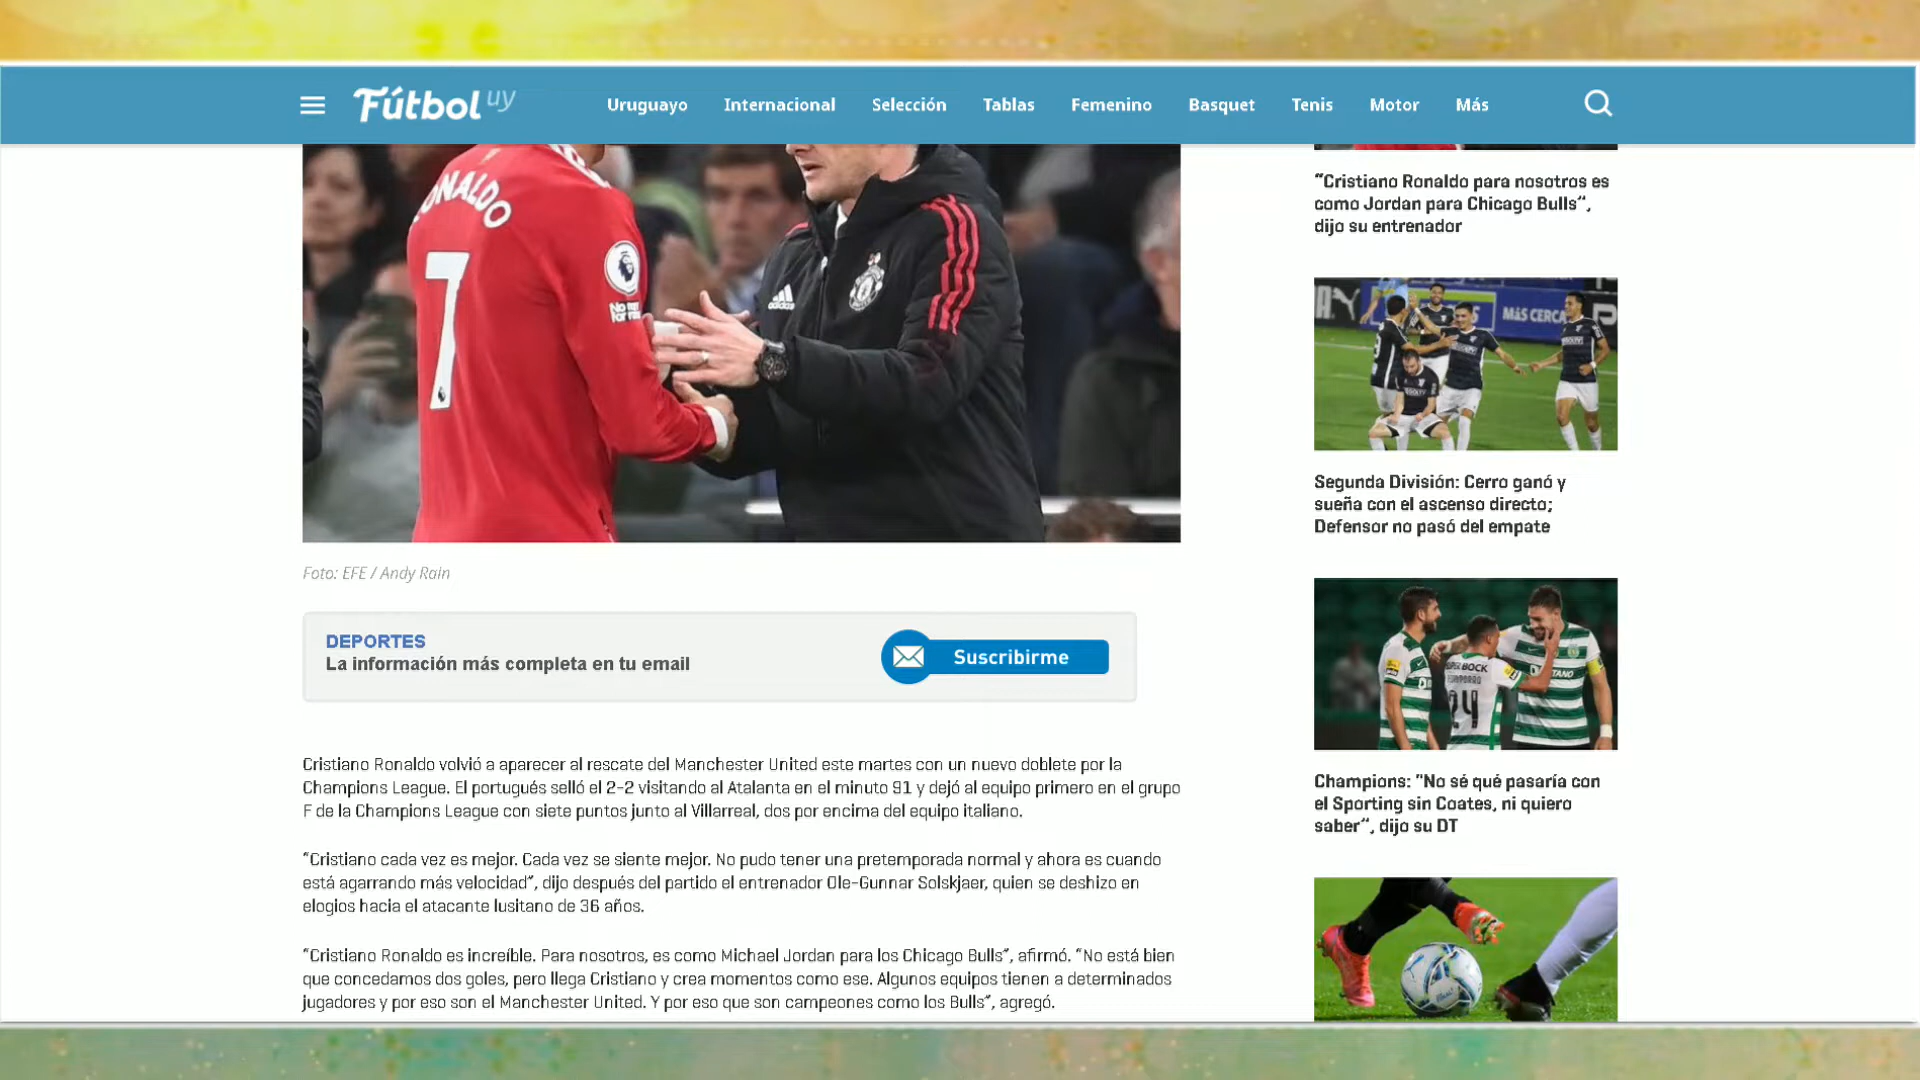 Fútbol uy
Uruguayo Internacional Selección Tablas Femenino Basquet Tenis Motor Más
RONALDO
7
adidas
Foto: EFE / Andy Rain
DEPORTES
La información más completa en tu email
Suscribirme
Cristiano Ronaldo volvió a aparecer al rescate del Manchester United este martes con un nuevo doblete por la
Champions League. El portugués selló el 2-2 visitando al Atalanta en el minuto 91 y dejó al equipo primero en el grupo
F de la Champions League con siete puntos junto al Villarreal, dos por encima del equipo italiano.
“Cristiano cada vez es mejor. Cada vez se siente mejor. No pudo tener una pretemporada normal y ahora es cuando
está agarrando más velocidad”, dijo después del partido el entrenador Ole-Gunnar Solskjaer, quien se deshizo en
elogios hacia el atacante lusitano de 36 años.
“Cristiano Ronaldo es increíble. Para nosotros, es como Michael Jordan para los Chicago Bulls”, afirmó. “No está bien
que concedamos dos goles, pero llega Cristiano y crea momentos como ese. Algunos equipos tienen a determinados
jugadores y por eso son el Manchester United. Y por eso que son campeones como los Bulls”, agregó.
“Cristiano Ronaldo para nosotros es
como Jordan para Chicago Bulls”,
dijo su entrenador
MáS CERCA
Segunda División: Cerro ganó y
sueña con el ascenso directo;
Defensor no pasó del empate
24
Champions: “No sé qué pasaría con
el Sporting sin Coates, ni quiero
saber”, dijo su DT